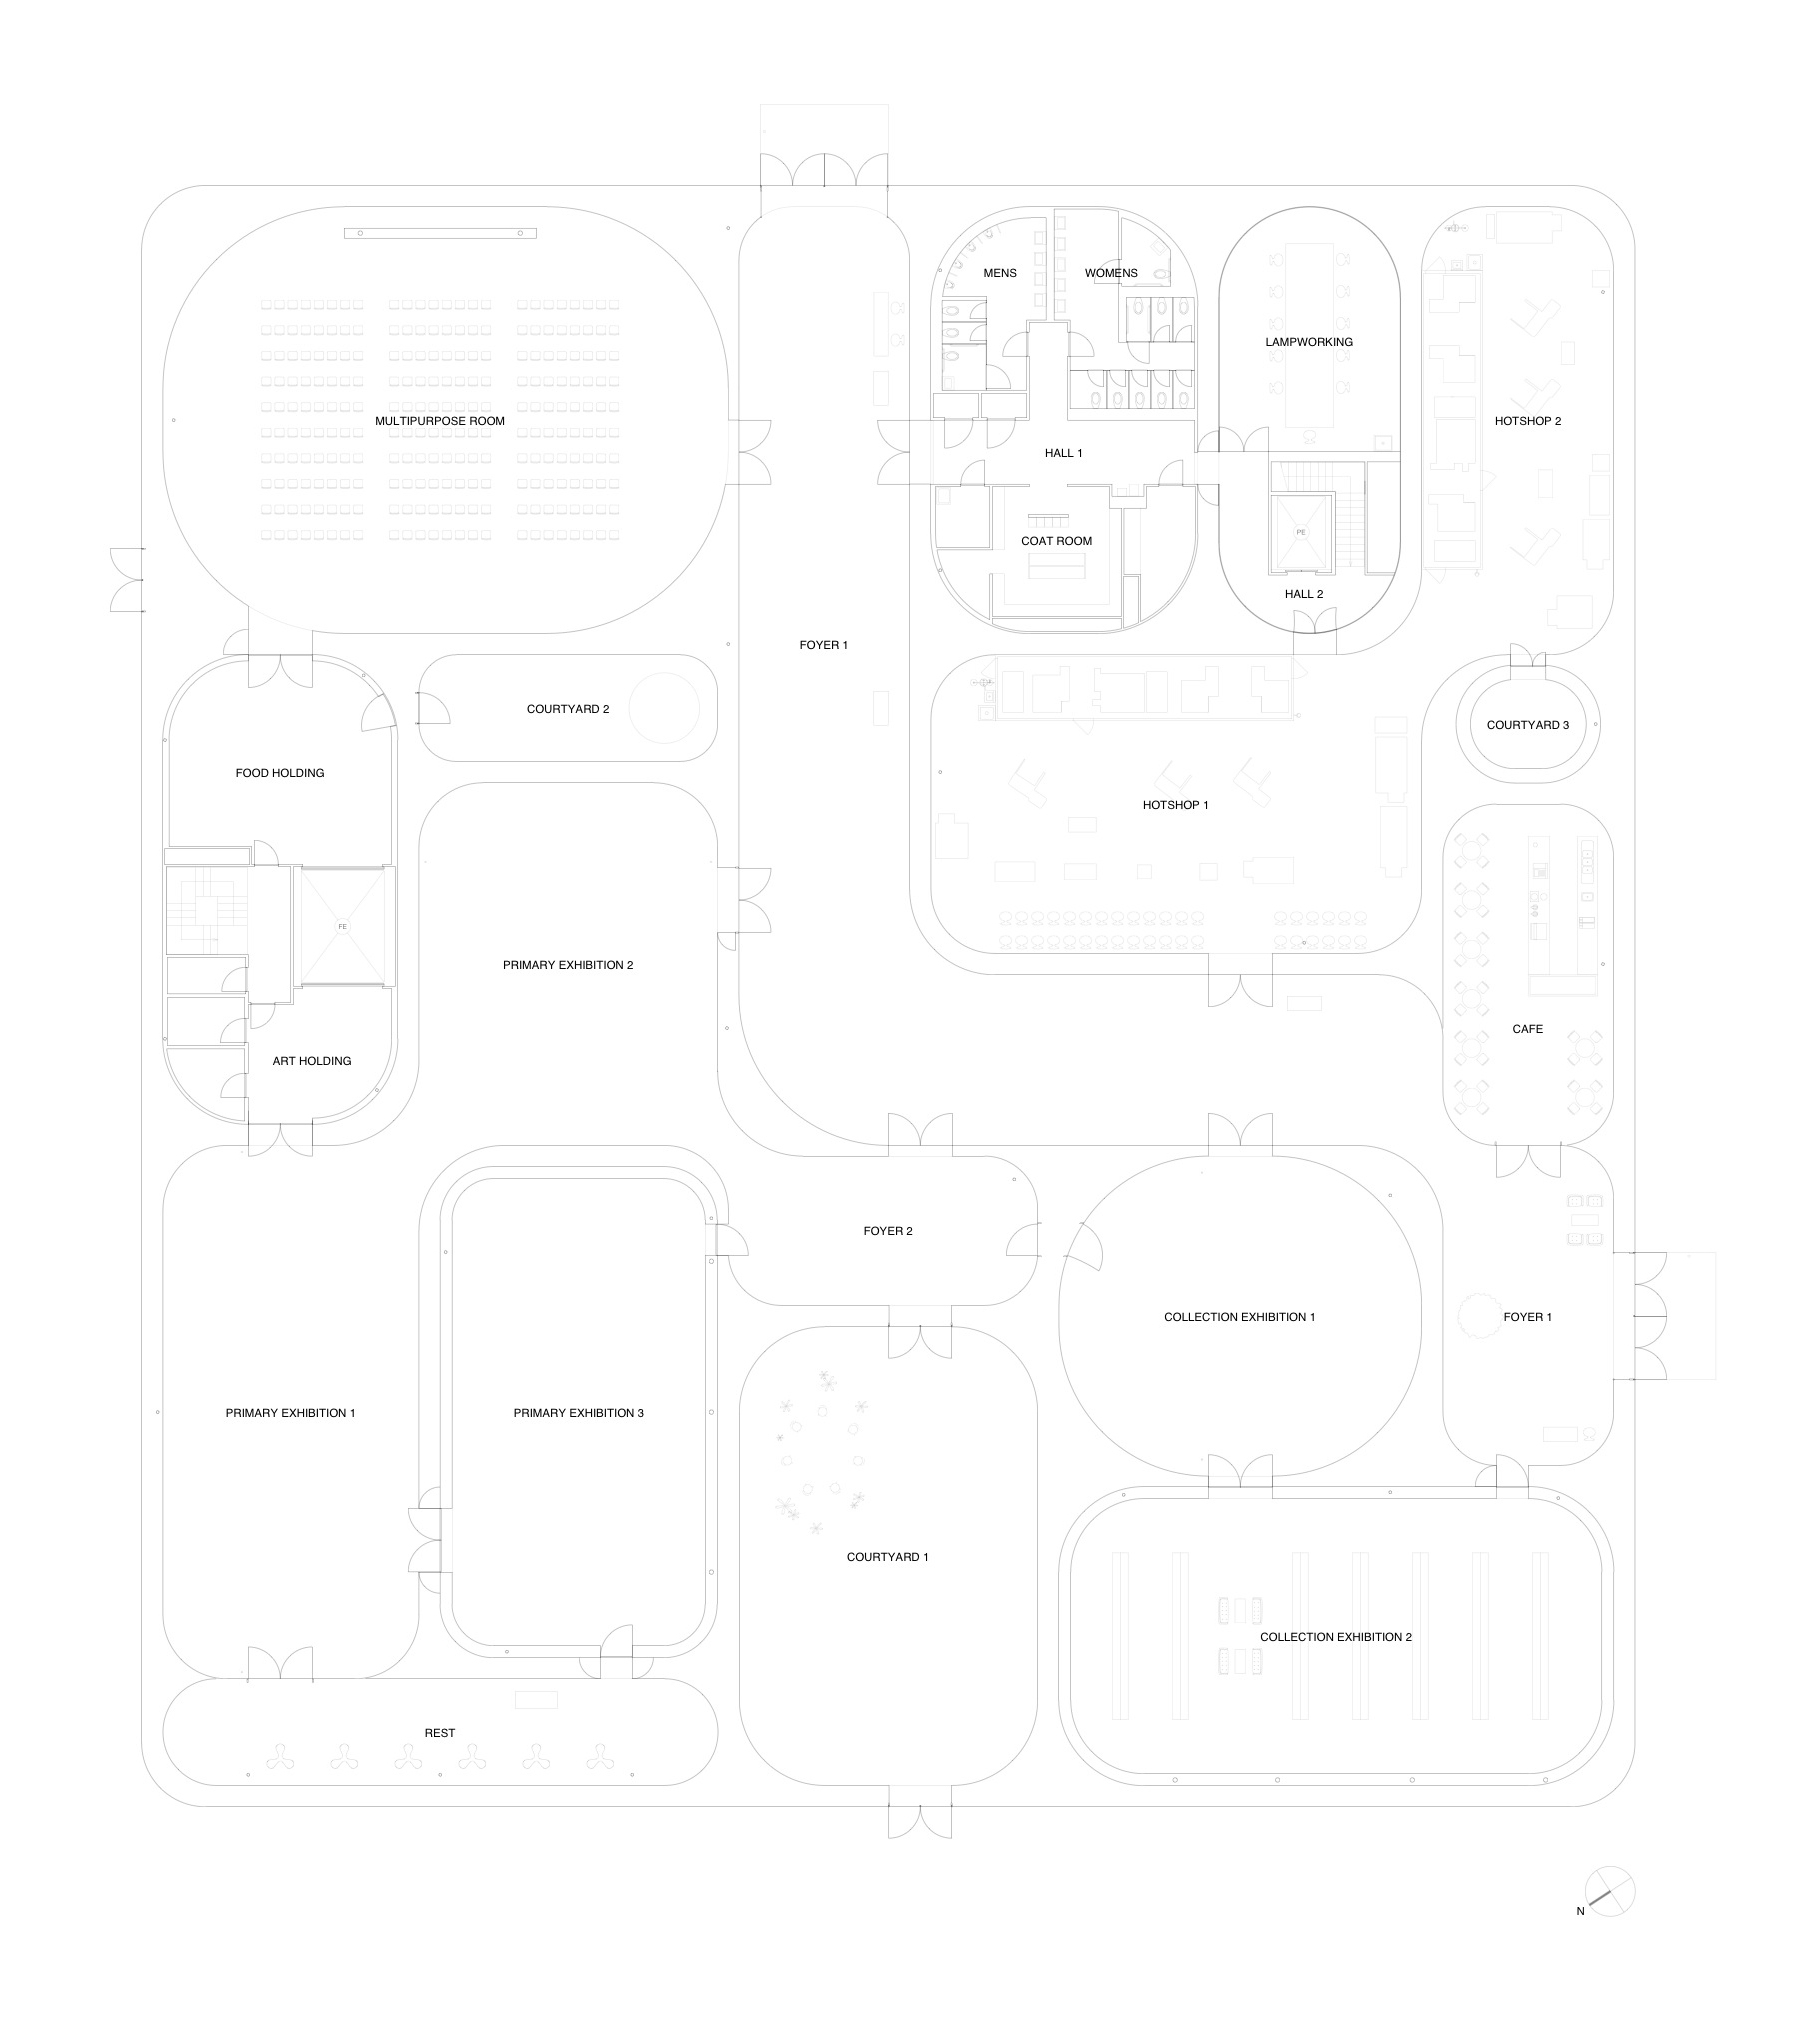 MENS
WOMENS
LAMPWORKING
MULTIPURPOSE ROOM
HOTSHOP 2
HALL 1
PE
COAT ROOM
HALL 2
FOYER 1
COURTYARD 2
COURTYARD 3
FOOD HOLDING
HOTSHOP 1
FE
PRIMARY EXHIBITION 2
CAFE
ART HOLDING
FOYER 2
COLLECTION EXHIBITION 1
FOYER 1
PRIMARY EXHIBITION 1
PRIMARY EXHIBITION 3
COURTYARD 1
COLLECTION EXHIBITION 2
REST
N